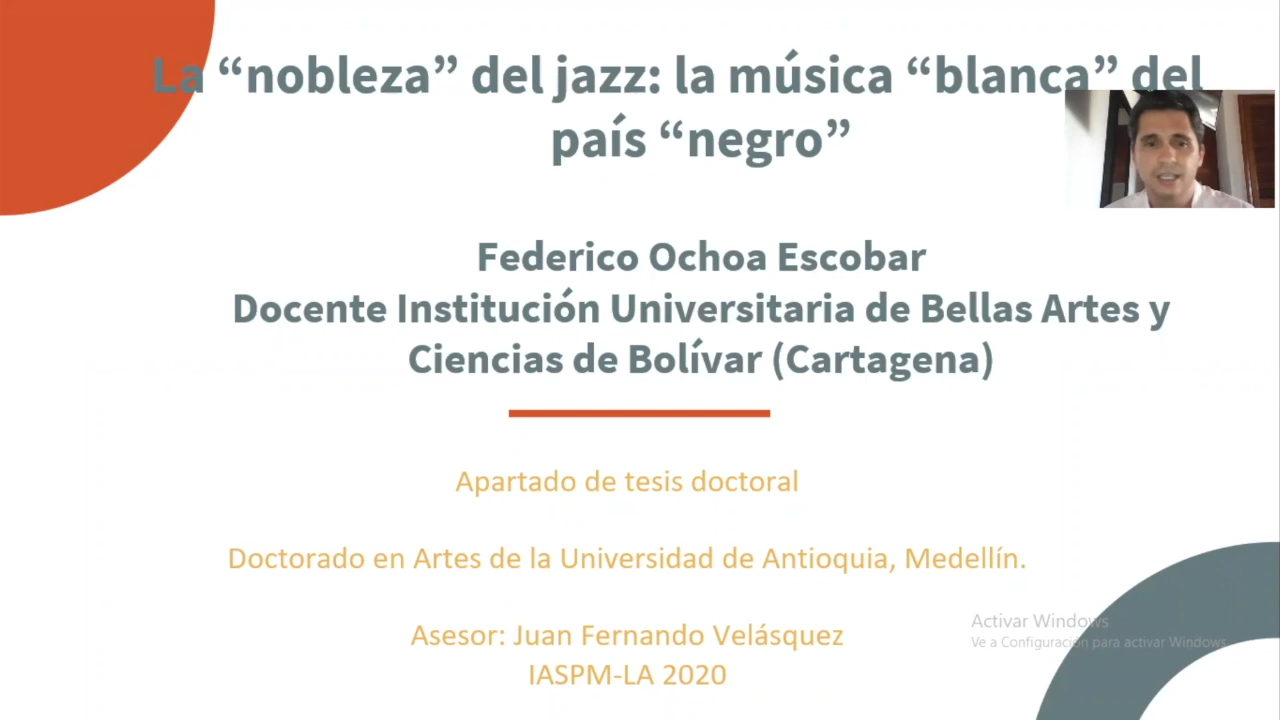 La “nobleza” del jazz: la música “blanca” del
país “negro”
Federico Ochoa Escobar
Docente Institución Universitaria de Bellas Artes y
Ciencias de Bolívar (Cartagena)
Apartado de tesis doctoral
Doctorado en Artes de la Universidad de Antioquia, Medellín.
Asesor: Juan Fernando Velásquez
IASPM-LA 2020
Activar Windows
Ve a Configuración para activar Windows.